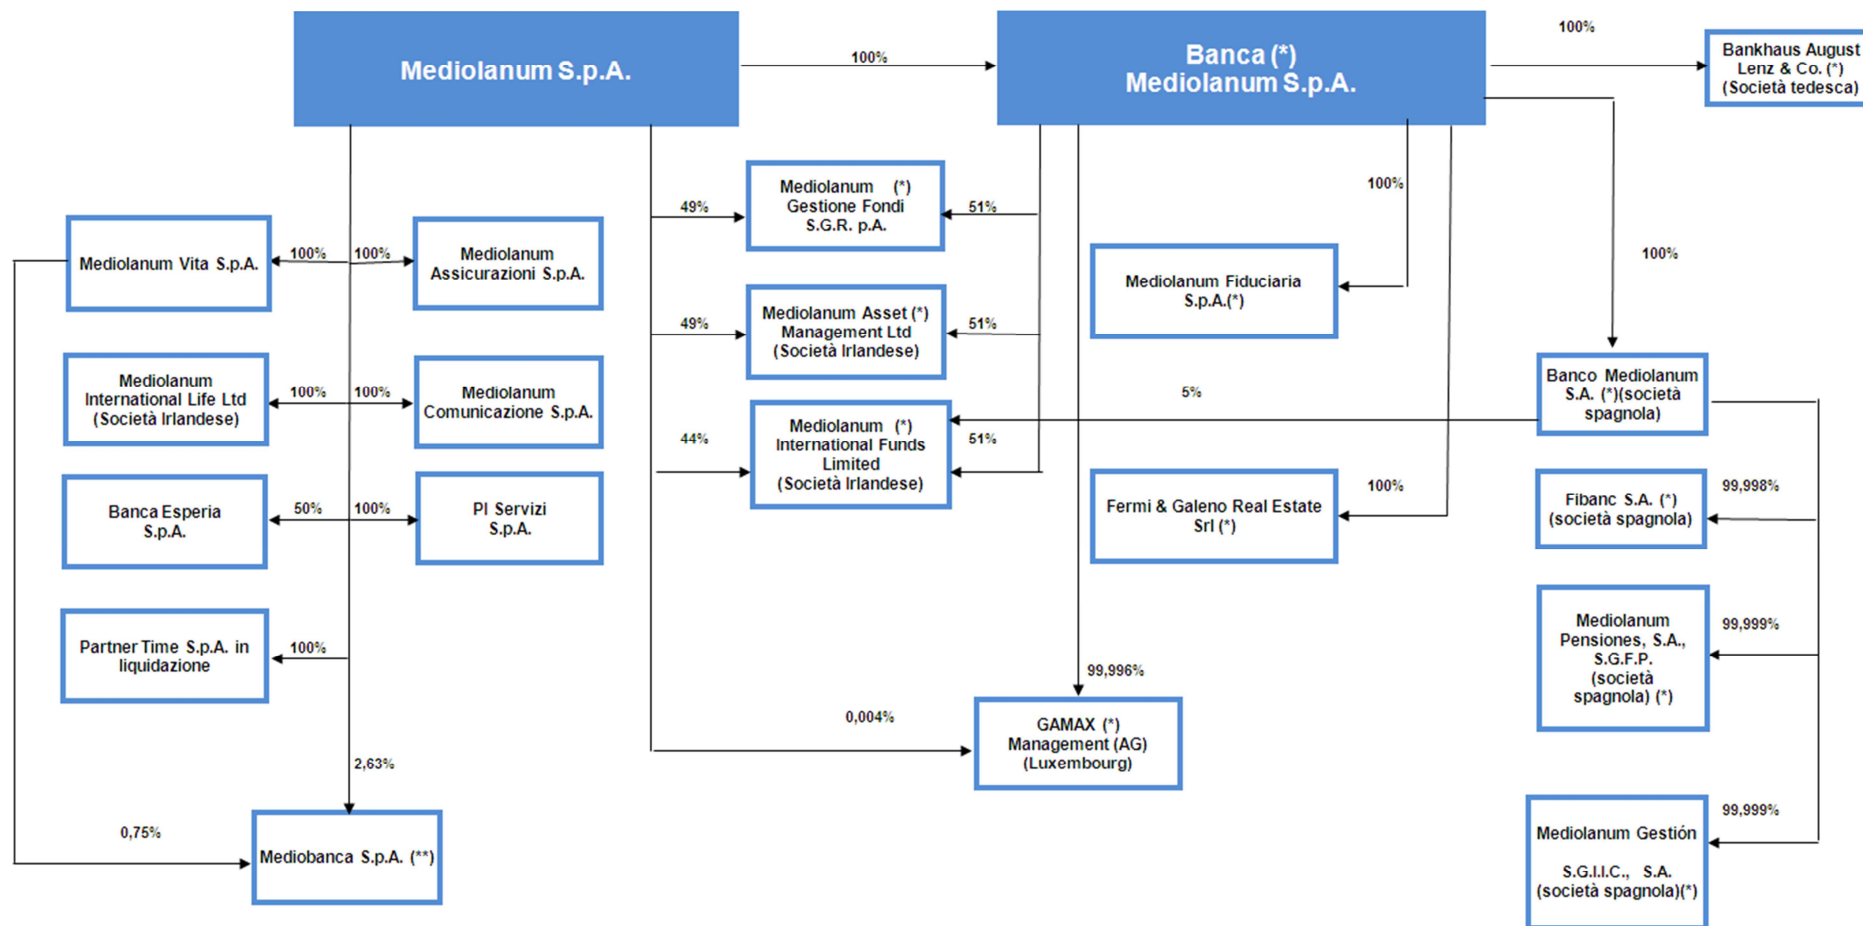 Mediolanum S.p.A.
100%
Banca (*)
Mediolanum S.p.A.
100%
Bankhaus August
Lenz & Co. (*)
(Società tedesca)
49%
Mediolanum (*)
Gestione Fondi
S.G.R. p.A.
51%
100%
Mediolanum Vita S.p.A.
100%
100%
Mediolanum
Assicurazioni S.p.A.
Mediolanum Fiduciaria
S.p.A.(*)
100%
49%
Mediolanum Asset (*)
Management Ltd
(Società Irlandese)
51%
Mediolanum
International Life Ltd
(Società Irlandese)
100%
100%
Mediolanum
Comunicazione S.p.A.
5%
Banco Mediolanum
S.A. (*)(società
spagnola)
44%
Mediolanum (*)
International Funds
Limited
(Società Irlandese)
51%
Banca Esperia
S.p.A.
50%
100%
PI Servizi
S.p.A.
Fermi & Galeno Real Estate
Srl (*)
100%
Fibanc S.A. (*)
(società spagnola)
99,998%
Partner Time S.p.A. in
liquidazione
100%
Mediolanum
Pensiones, S.A.,
S.G.F.P.
(società
spagnola) (*)
99,999%
99,996%
0,004%
GAMAX (*)
Management (AG)
(Luxembourg)
2,63%
0,75%
Mediobanca S.p.A. (**)
99,999%
Mediolanum Gestión
S.G.I.I.C., S.A.
(società spagnola)(*)